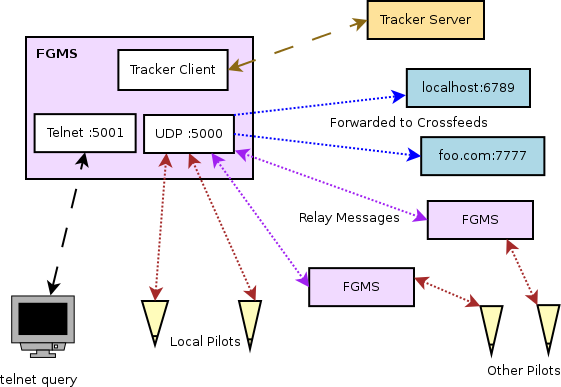 Tracker Server
FGMS
Tracker Client
localhost:6789
Forwarded to Crossfeeds
Telnet :5001
UDP :5000
foo.com:7777
Relay Messages
FGMS
FGMS
Local Pilots
Other Pilots
telnet query